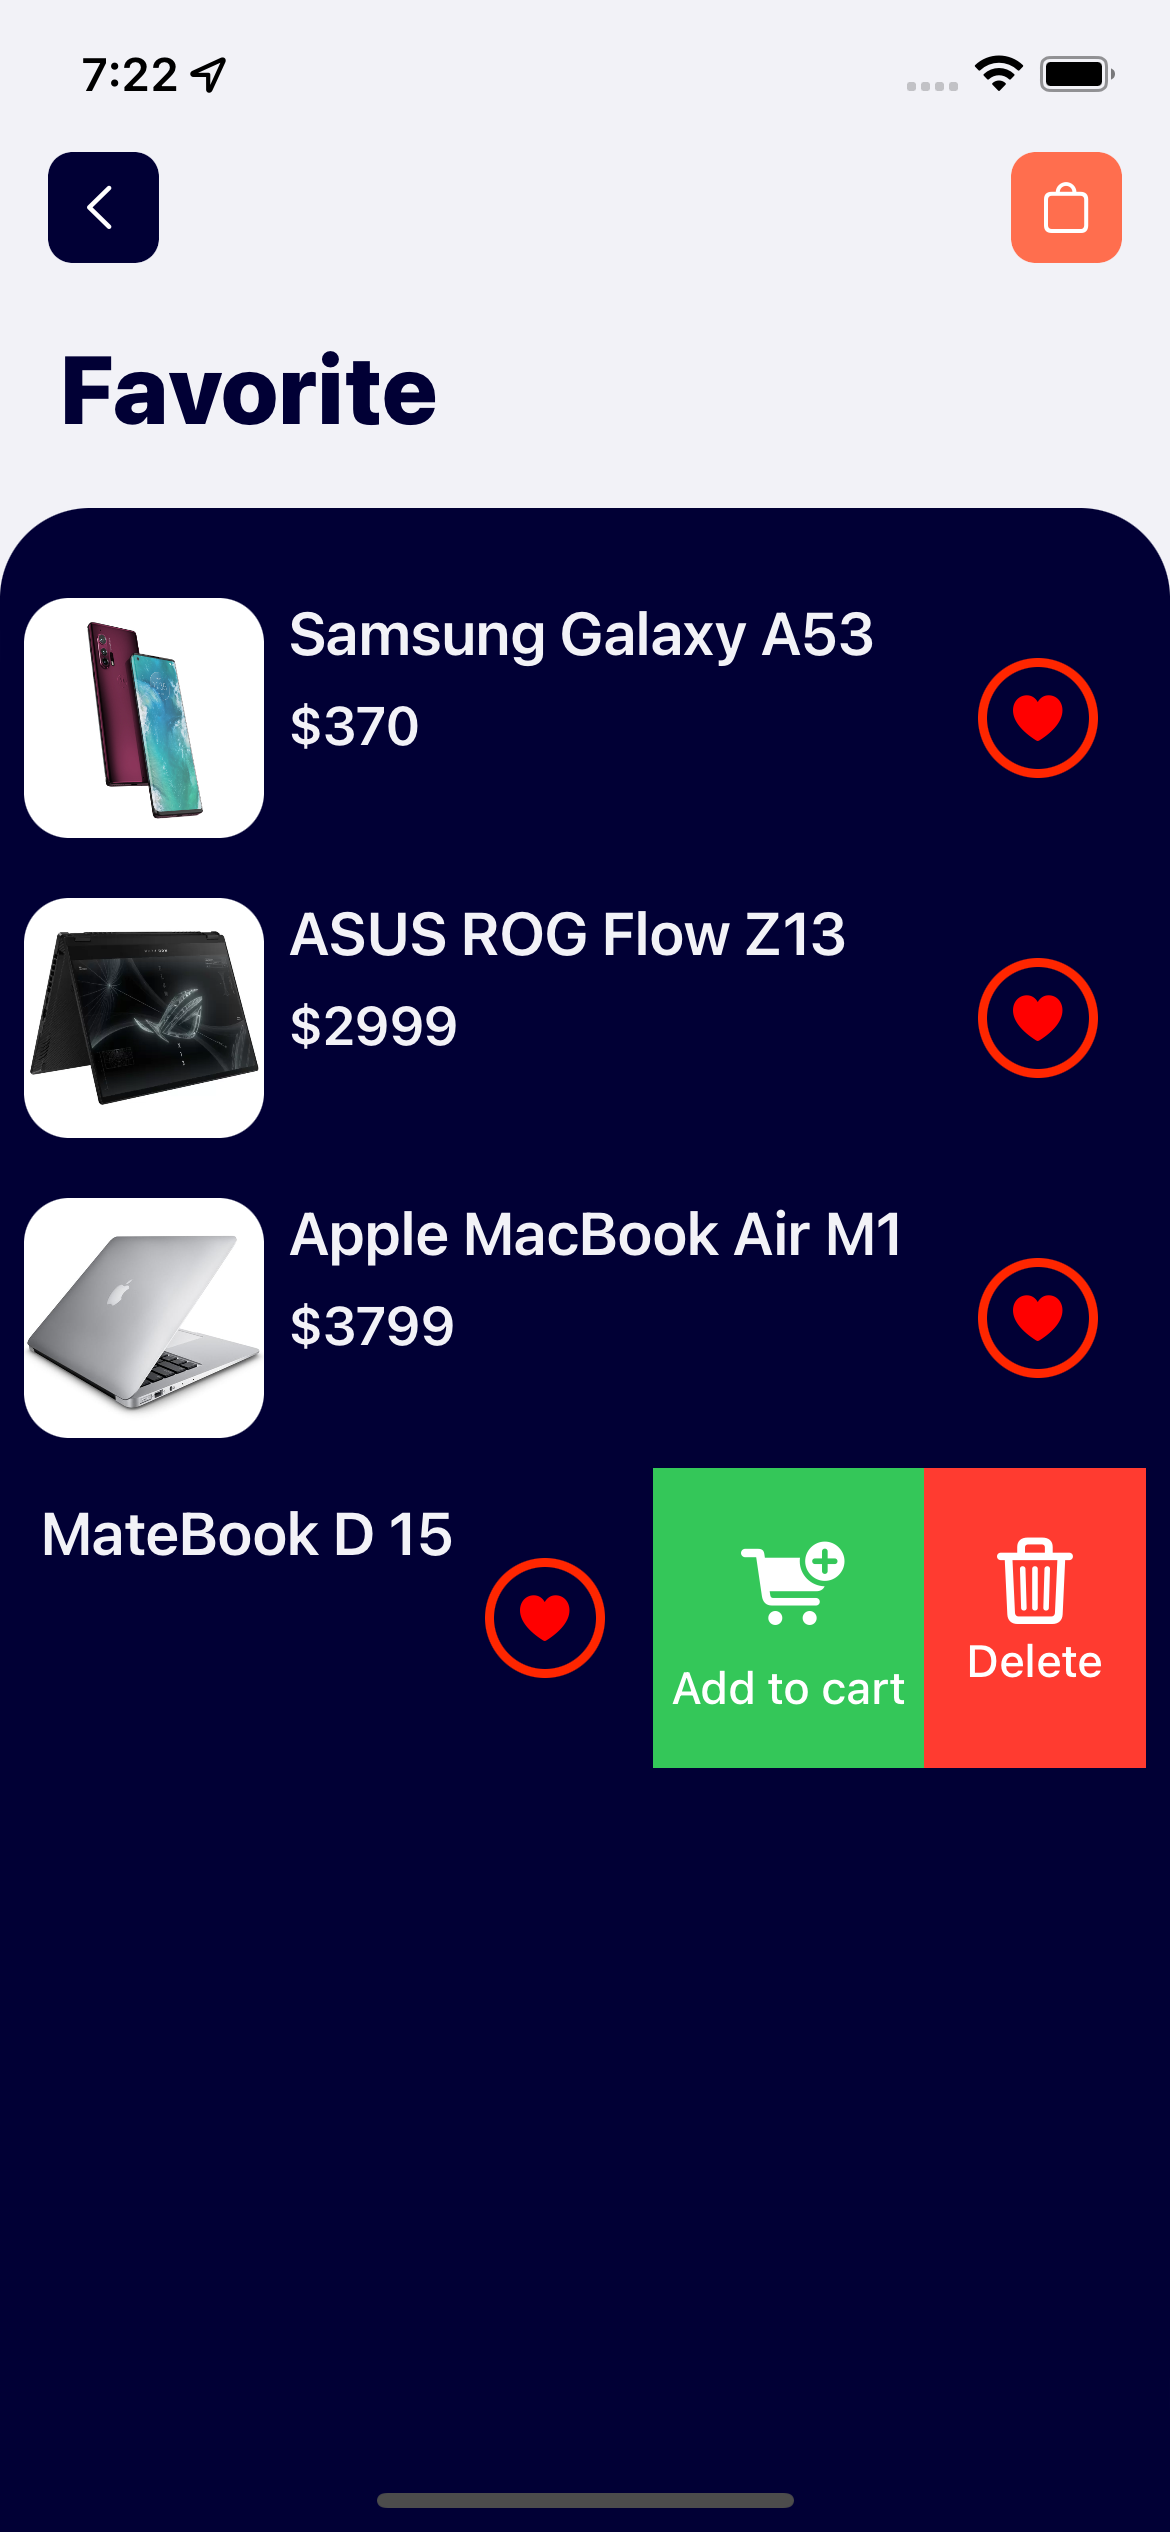 7:22
Favorite
Samsung Galaxy A53
$370
ASUS ROG Flow Z13
$2999
Apple MacBook Air M1
$3799
MateBook D 15
Add to cart
Delete